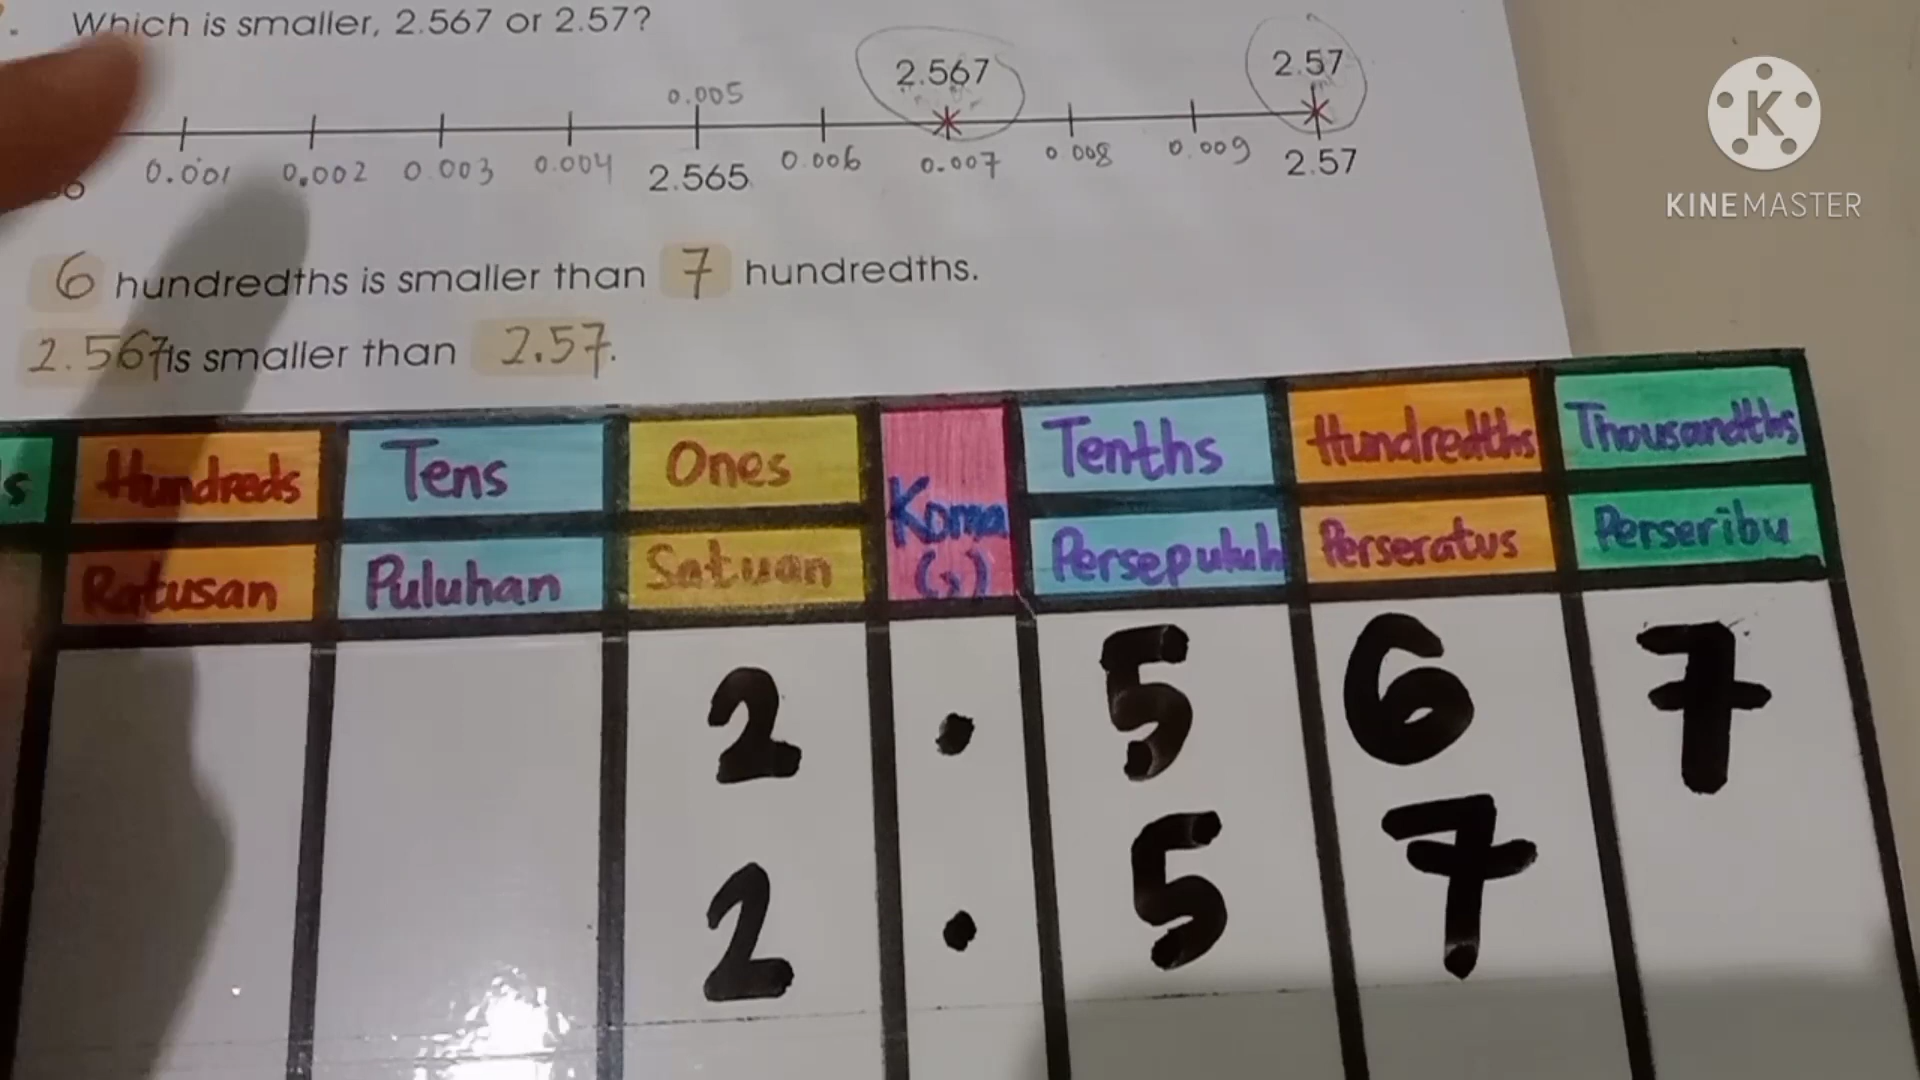 Which is smaller, 2.567 or 2.57?
2.567 2.57
0.005
0.001 0.002 0.003 0.004 2.565 0.006 0.007 0.008 0.009 2.57
6 hundredths is smaller than 7 hundredths.
2.567 is smaller than 2.57.
Hundreds Tens Ones Koma (,) Tenths Hundredths Thousandths
Ratusan Puluhan Satuan Persepuluh Perseratus Perseribu
2 . 5 6 7
2 . 5 7
K
KINEMASTER